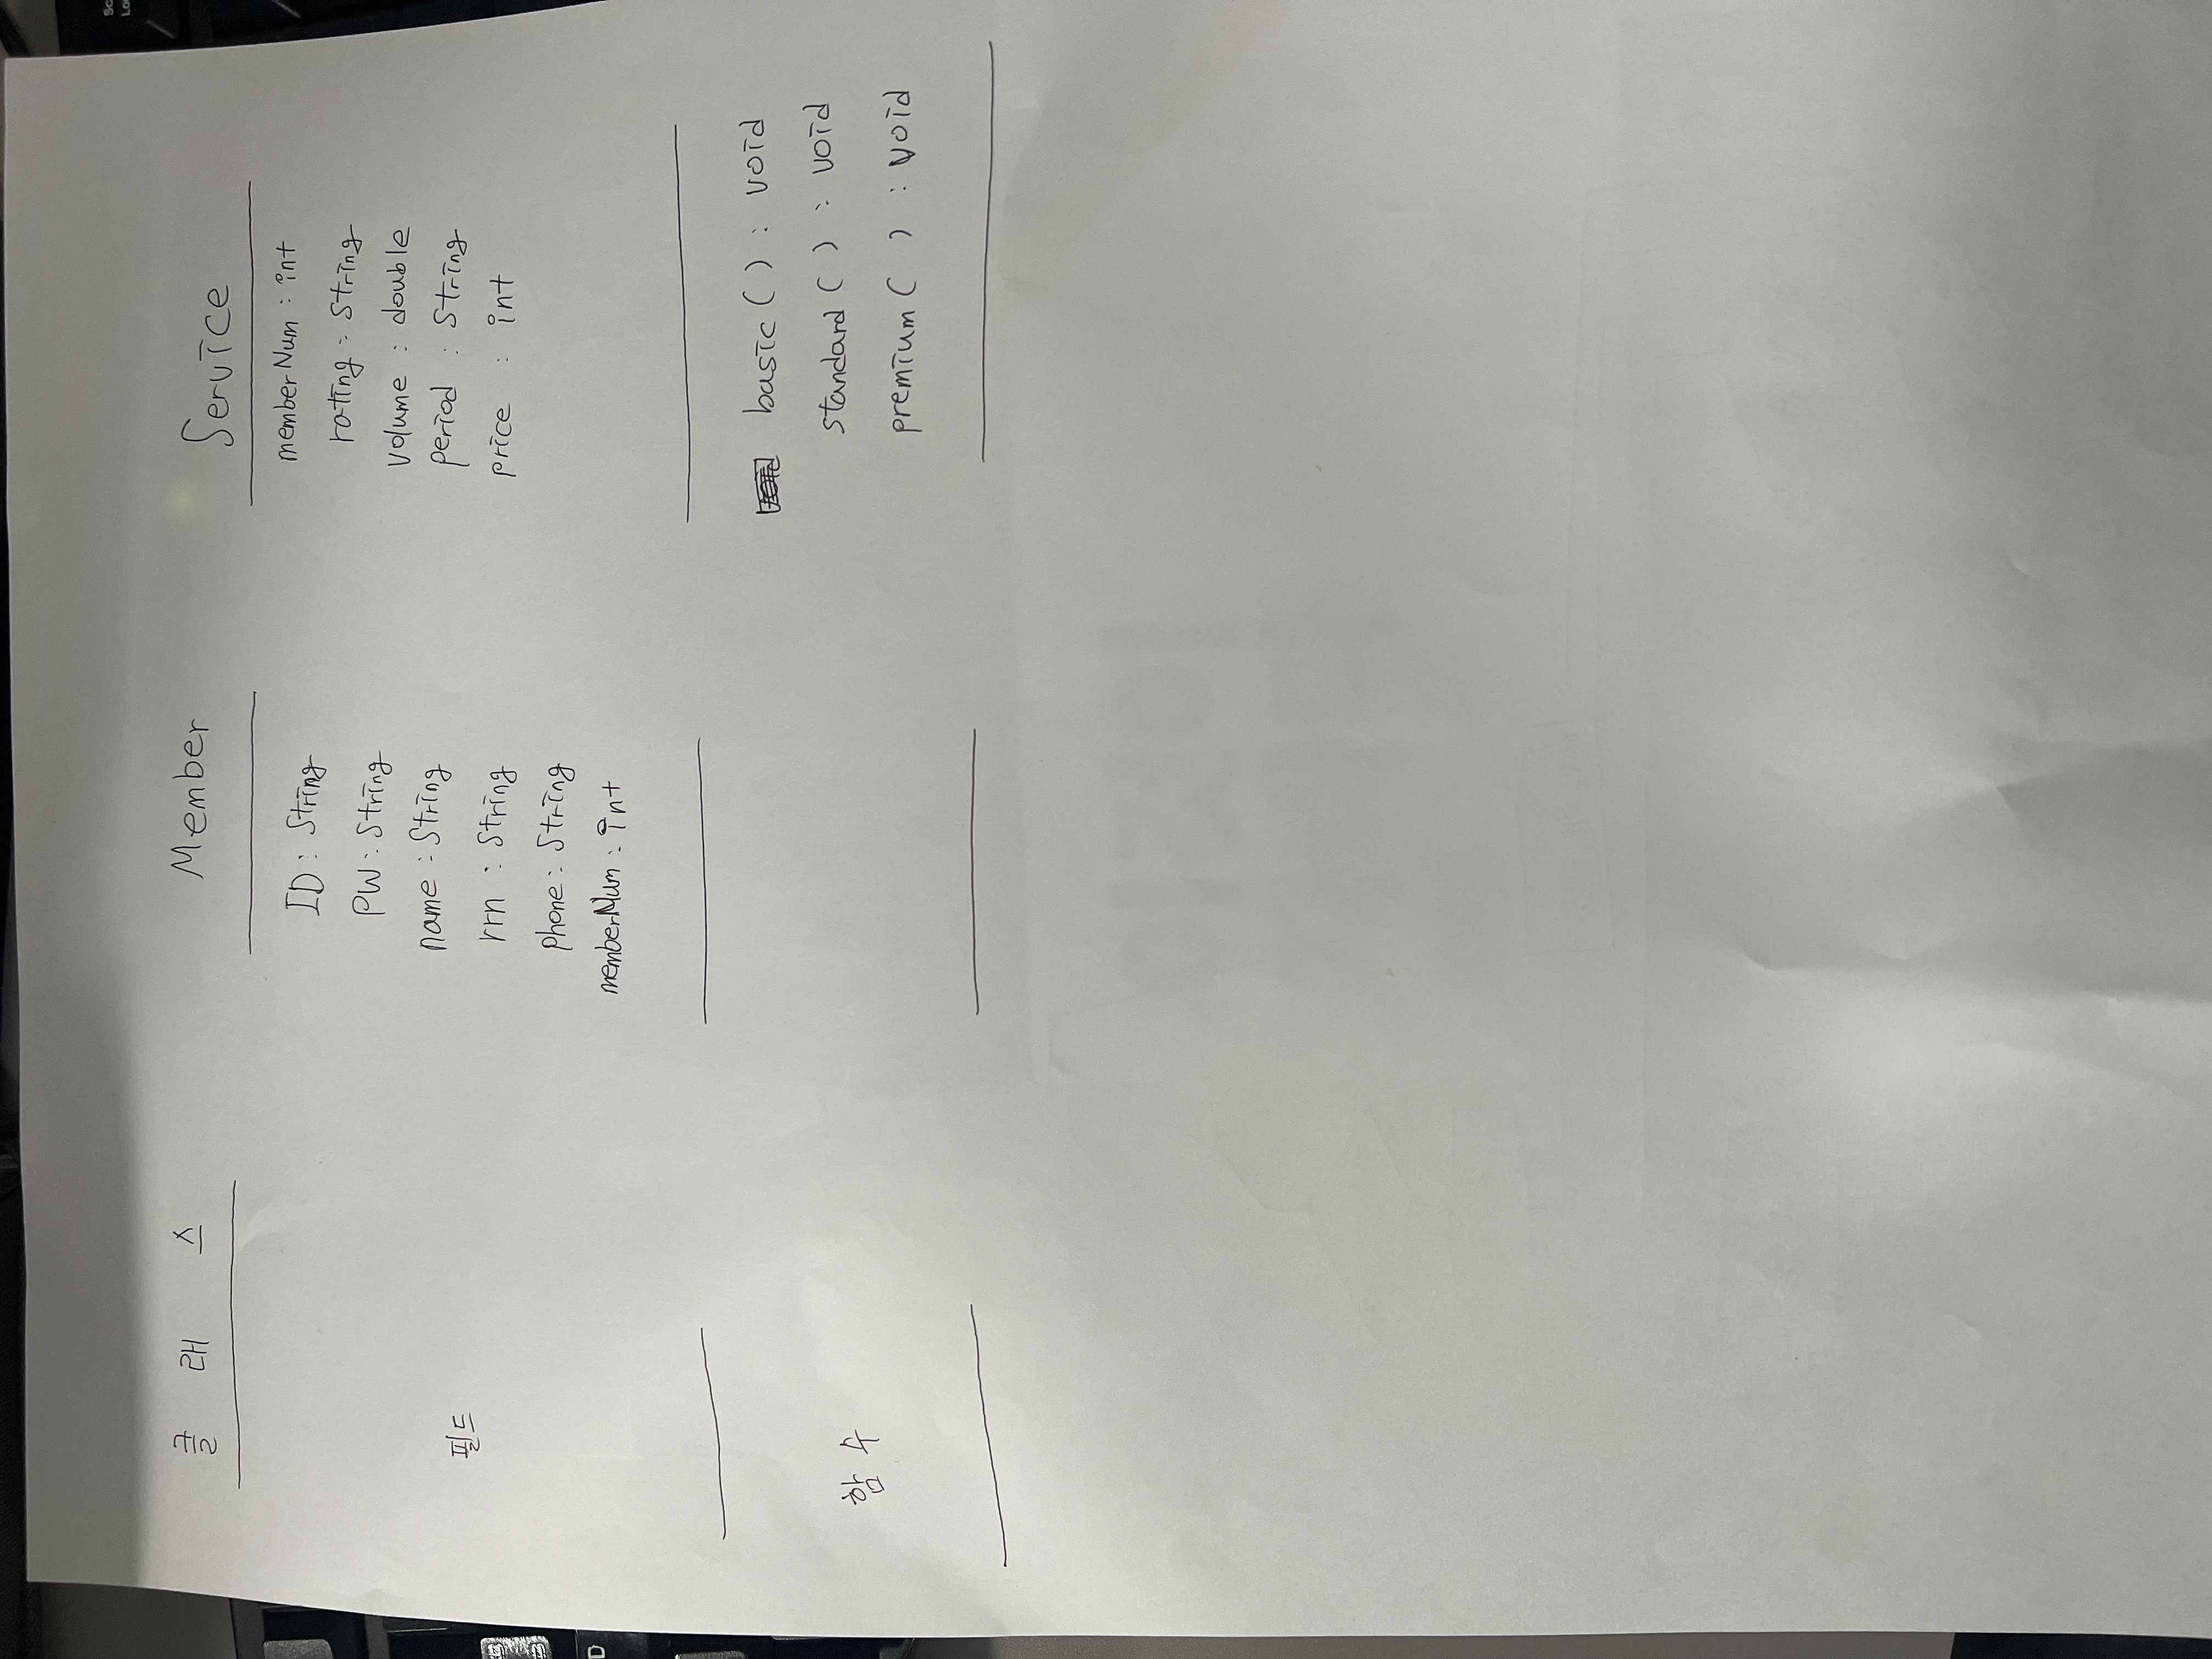 클래스
Member
Service
필드
ID : String
PW : String
name : String
rrn : String
phone : String
memberNum : int
memberNum : int
rating : String
volume : double
period : String
price : int
함수
basic ( ) : void
standard ( ) : void
premium ( ) : void
D